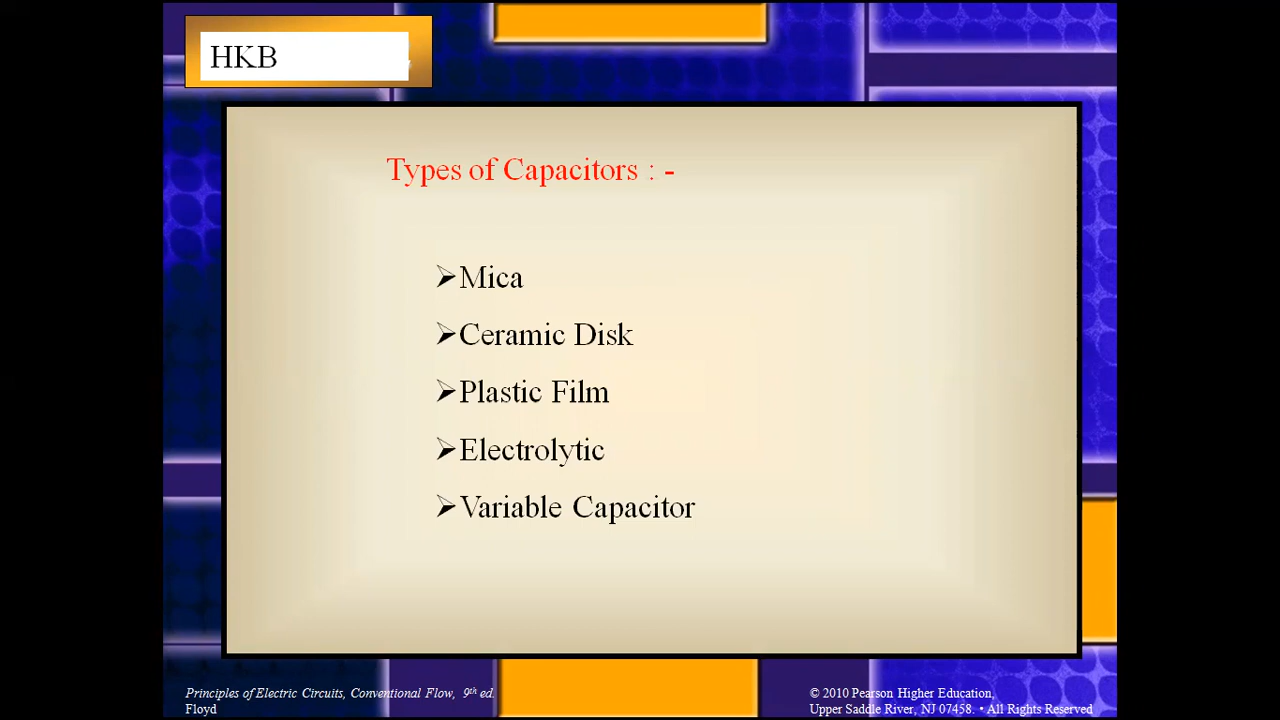 HKB
Types of Capacitors : -
➢Mica
➢Ceramic Disk
➢Plastic Film
➢Electrolytic
➢Variable Capacitor
Principles of Electric Circuits, Conventional Flow, 9th ed.
Floyd
© 2010 Pearson Higher Education,
Upper Saddle River, NJ 07458. • All Rights Reserved